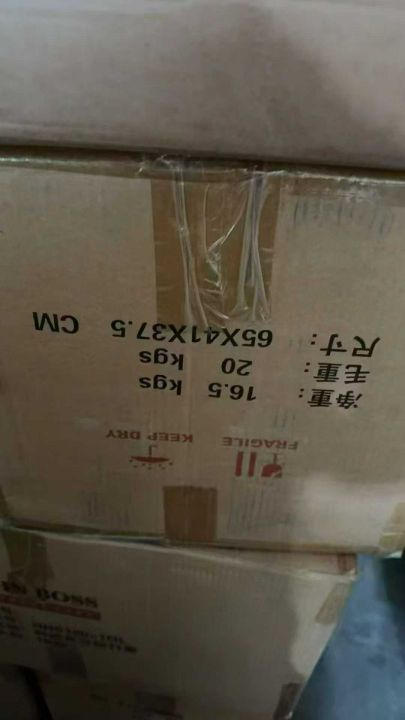 净重: 16.5 kgs
毛重: 20 kgs
尺寸: 65X41X37.5 CM
FRAGILE KEEP DRY
BOSS